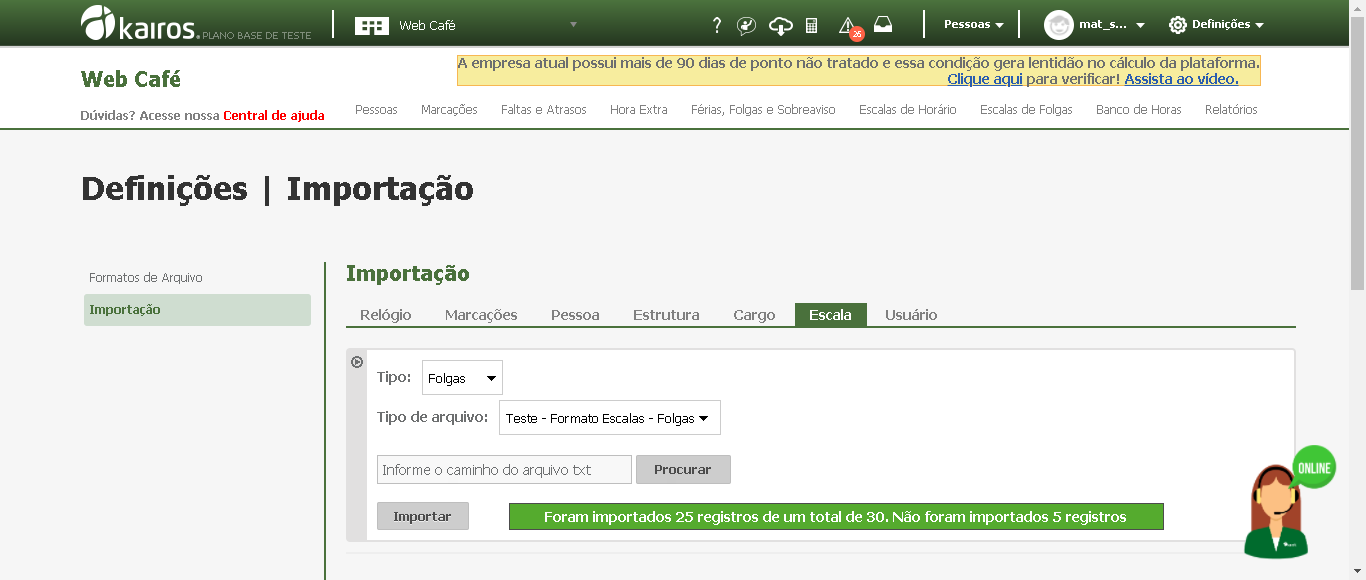 kairos. PLANO BASE DE TESTE
Web Café
?
26
Pessoas
mat_s...
Definições
Web Café
A empresa atual possui mais de 90 dias de ponto não tratado e essa condição gera lentidão no cálculo da plataforma.
Clique aqui para verificar! Assista ao vídeo.
Dúvidas? Acesse nossa Central de ajuda
Pessoas Marcações Faltas e Atrasos Hora Extra Férias, Folgas e Sobreaviso Escalas de Horário Escalas de Folgas Banco de Horas Relatórios
Definições | Importação
Formatos de Arquivo
Importação
Importação
Relógio Marcações Pessoa Estrutura Cargo Escala Usuário
Tipo: Folgas
Tipo de arquivo: Teste - Formato Escalas - Folgas
Informe o caminho do arquivo txt Procurar
Importar Foram importados 25 registros de um total de 30. Não foram importados 5 registros
ONLINE